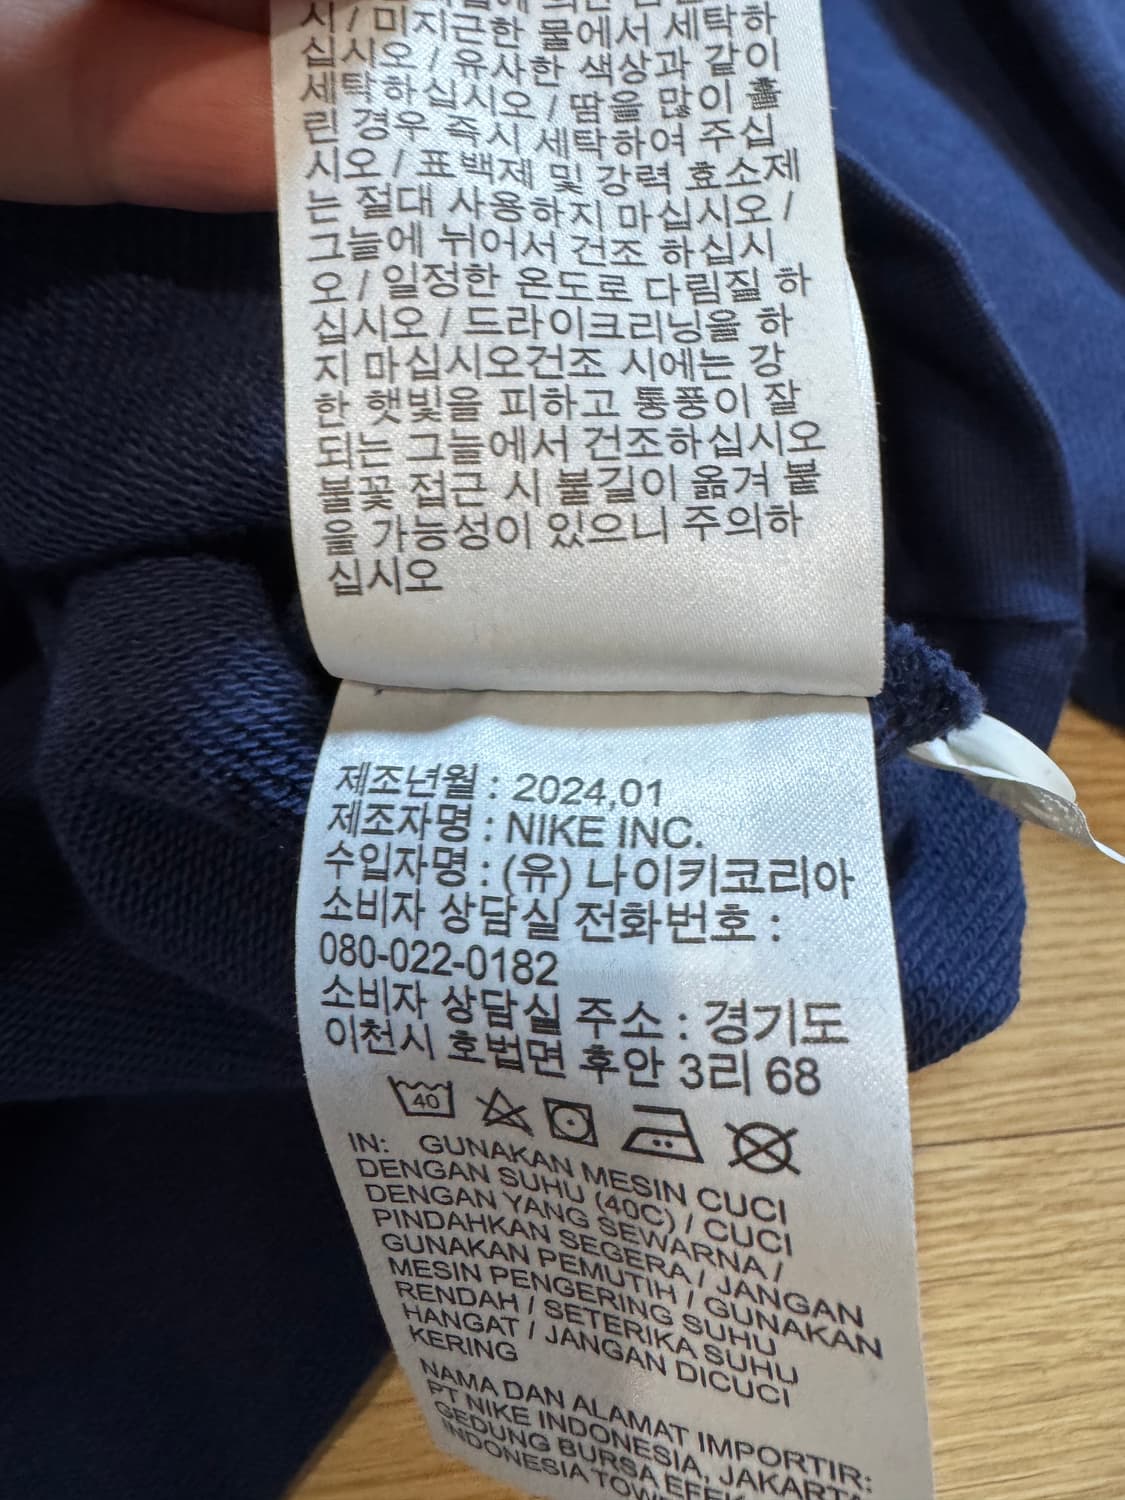 시 / 미지근한 물에서 세탁하
십시오 / 유사한 색상과 같이
세탁하십시오 / 땀을 많이 흘
린 경우 즉시 세탁하여 주십
시오 / 표백제 및 강력 효소제
는 절대 사용하지 마십시오 /
그늘에 뉘어서 건조 하십시
오 / 일정한 온도로 다림질 하
십시오 / 드라이크리닝을 하
지 마십시오건조 시에는 강
한 햇빛을 피하고 통풍이 잘
되는 그늘에서 건조하십시오
불꽃 접근 시 불길이 옮겨 붙
을 가능성이 있으니 주의하
십시오
제조년월 : 2024,01
제조자명 : NIKE INC.
수입자명 : (유) 나이키코리아
소비자 상담실 전화번호 :
080-022-0182
소비자 상담실 주소 : 경기도
이천시 호법면 후안 3리 68
40
IN: GUNAKAN MESIN CUCI
DENGAN SUHU (40C) / CUCI
DENGAN YANG SEWARNA /
PINDAHKAN SEGERA / JANGAN
GUNAKAN PEMUTIH / GUNAKAN
MESIN PENGERING SUHU
RENDAH / SETERIKA SUHU
HANGAT / JANGAN DICUCI
KERING
NAMA DAN ALAMAT IMPORTIR:
PT NIKE INDONESIA, JAKARTA
GEDUNG BURSA EFEK
INDONESIA